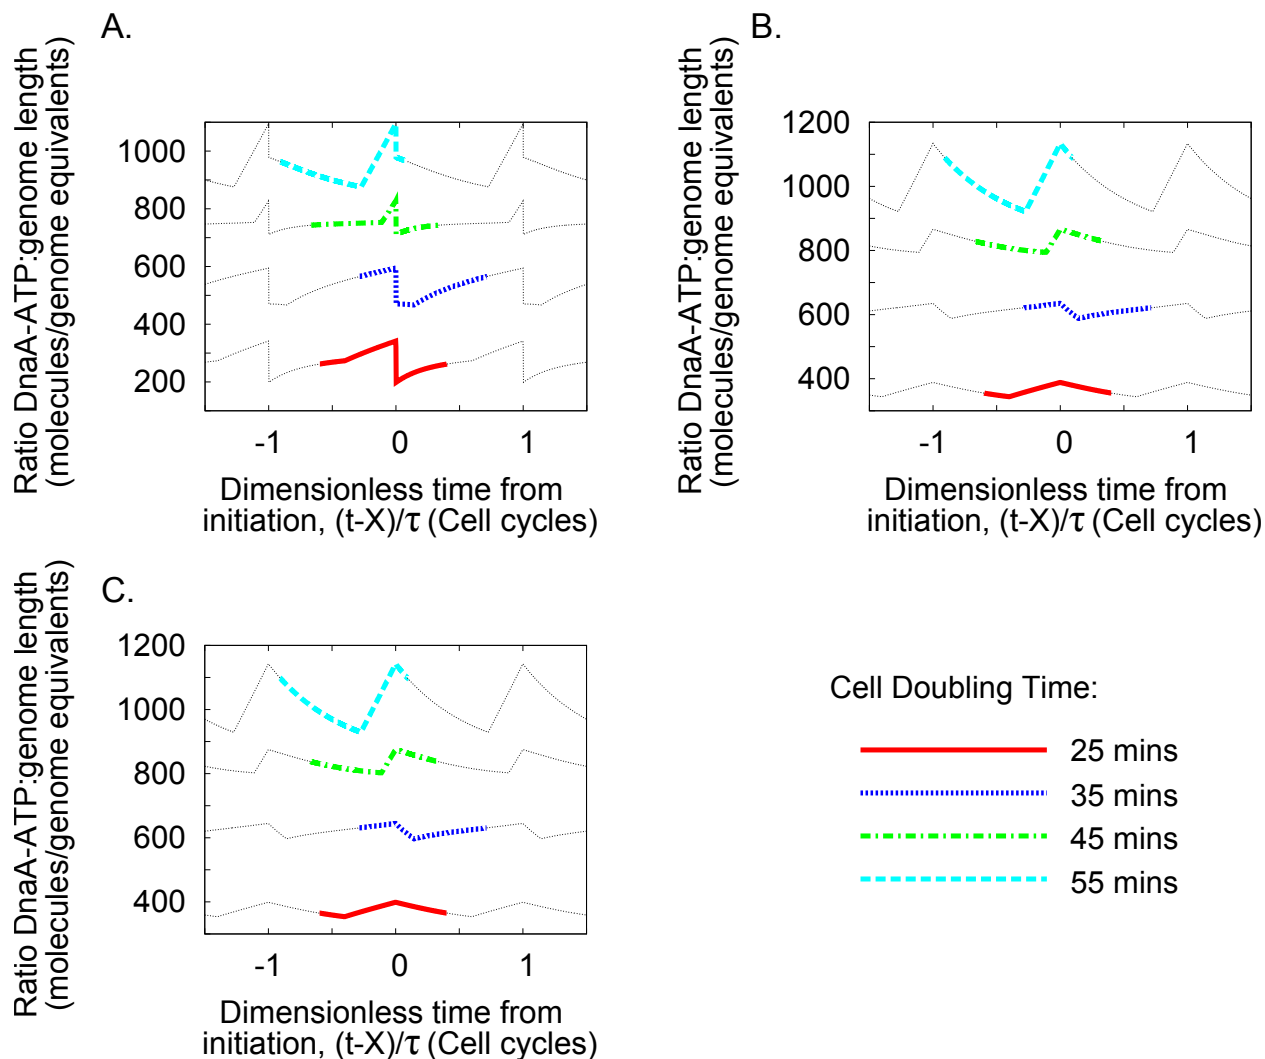 A.
Ratio DnaA-ATP:genome length
(molecules/genome equivalents)
1000
800
600
400
200
-1 0 1
Dimensionless time from
initiation, (t-X)/τ (Cell cycles)
B.
Ratio DnaA-ATP:genome length
(molecules/genome equivalents)
1200
1000
800
600
400
-1 0 1
Dimensionless time from
initiation, (t-X)/τ (Cell cycles)
C.
Ratio DnaA-ATP:genome length
(molecules/genome equivalents)
1200
1000
800
600
400
-1 0 1
Dimensionless time from
initiation, (t-X)/τ (Cell cycles)
Cell Doubling Time:
25 mins
35 mins
45 mins
55 mins